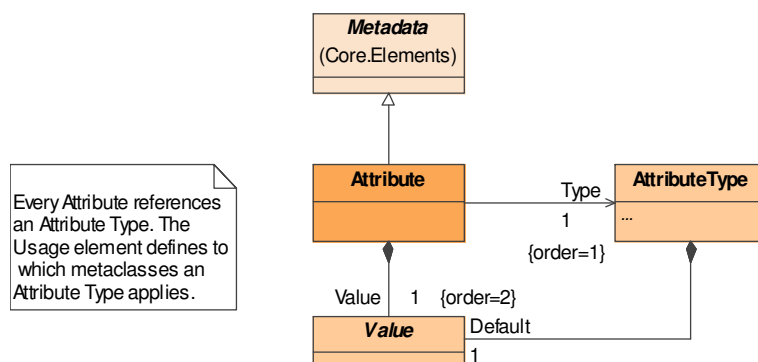 Metadata
(Core.Elements)
Attribute
AttributeType
...
Type
1
{order=1}
Every Attribute references
an Attribute Type. The
Usage element defines to
which metaclasses an
Attribute Type applies.
Value 1 {order=2}
Value
Default
1